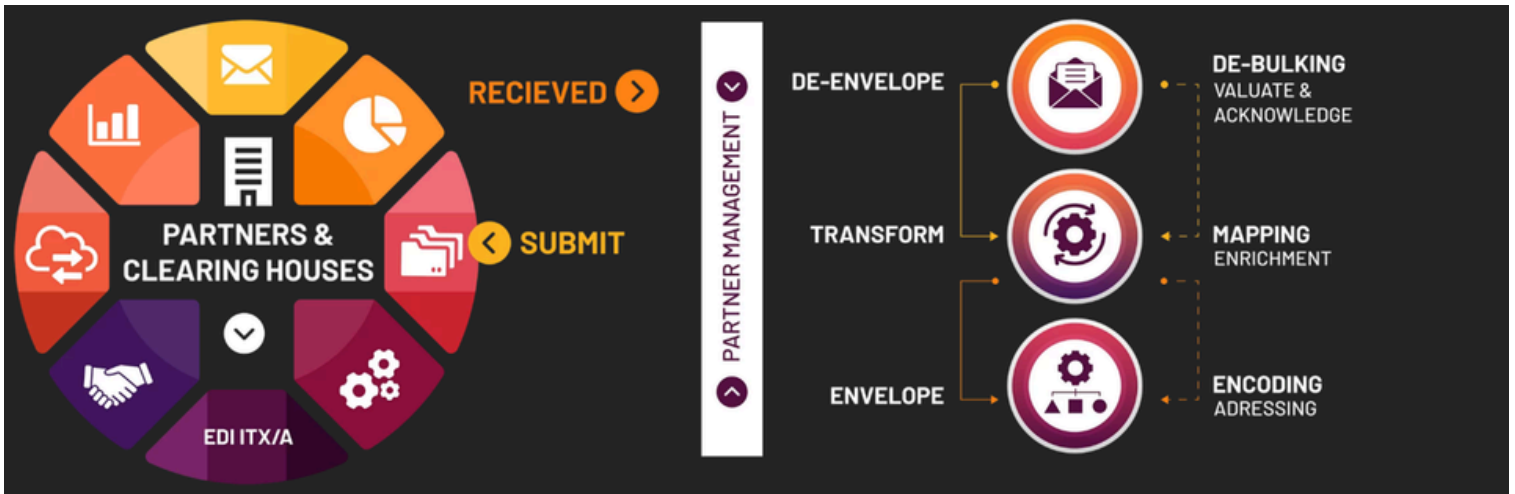 PARTNERS &
CLEARING HOUSES
EDI ITX/A
RECIEVED
SUBMIT
PARTNER MANAGEMENT
DE-ENVELOPE
DE-BULKING
VALUATE &
ACKNOWLEDGE
TRANSFORM
MAPPING
ENRICHMENT
ENVELOPE
ENCODING
ADRESSING